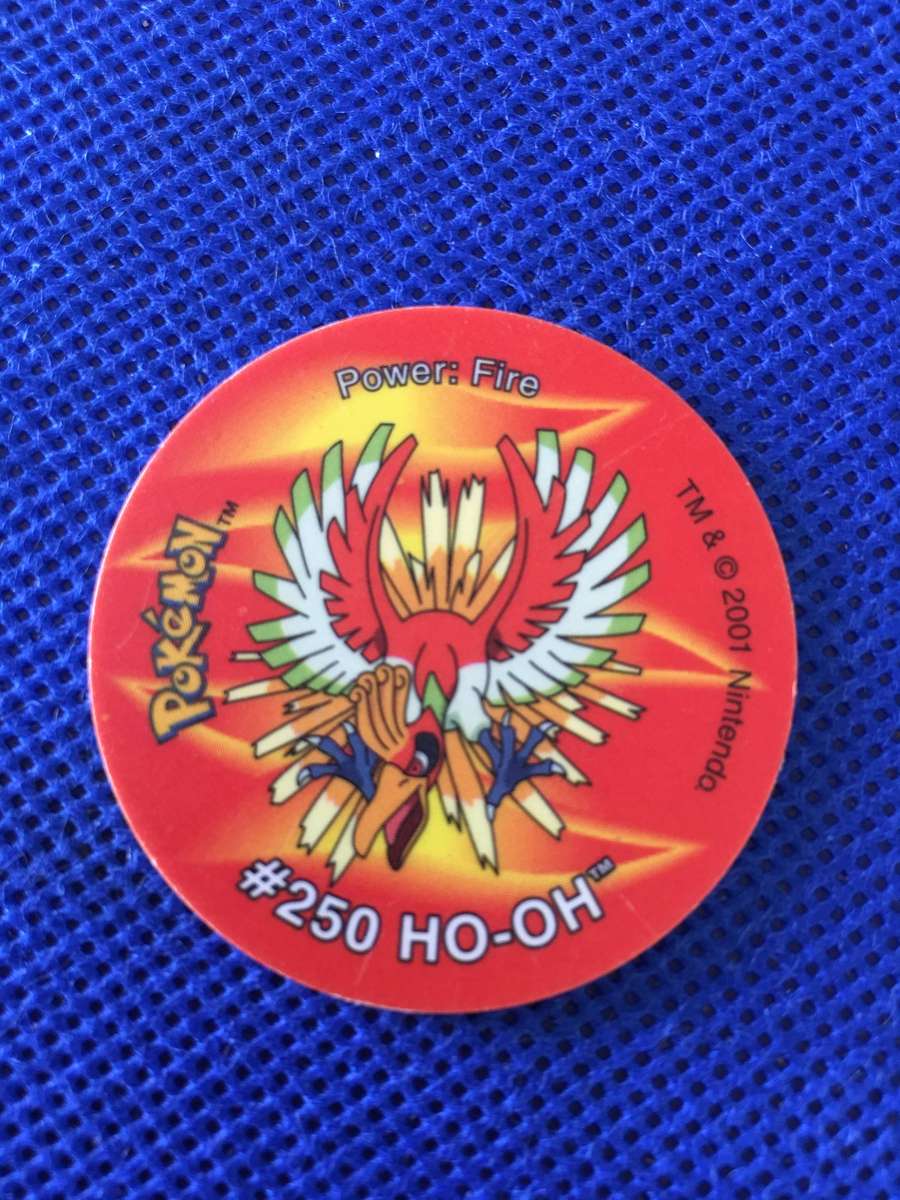 Power: Fire
POKéMON™
TM & © 2001 Nintendo
#250 HO-OH™